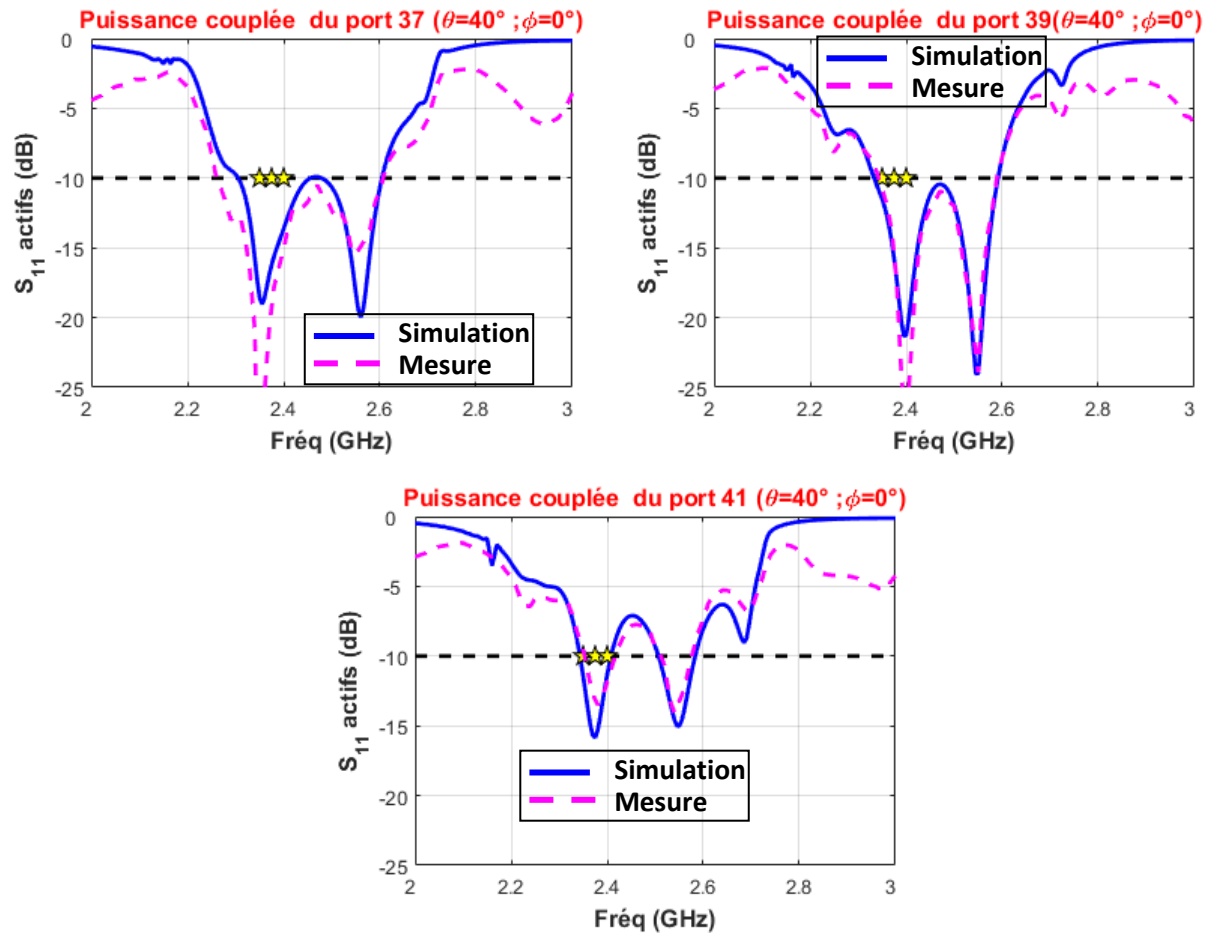 Puissance couplée du port 37 (θ=40° ;ϕ=0°)
0
-5
-10
-15
-20
-25
S11 actifs (dB)
Simulation
Mesure
2
2.2
2.4
2.6
2.8
3
Fréq (GHz)
Puissance couplée du port 39(θ=40° ;ϕ=0°)
Simulation
Mesure
0
-5
-10
-15
-20
-25
S11 actifs (dB)
2
2.2
2.4
2.6
2.8
3
Fréq (GHz)
Puissance couplée du port 41 (θ=40° ;ϕ=0°)
0
-5
-10
-15
-20
-25
S11 actifs (dB)
Simulation
Mesure
2
2.2
2.4
2.6
2.8
3
Fréq (GHz)